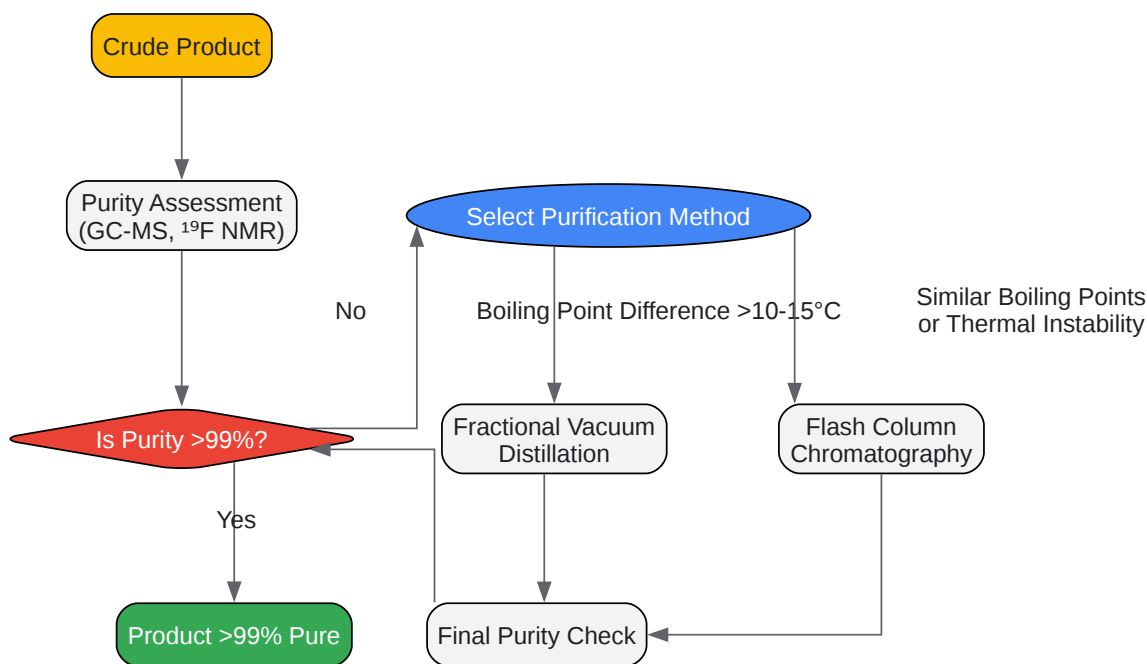 Crude Product
Purity Assessment
(GC-MS, ¹⁹F NMR)
Select Purification Method
No
Boiling Point Difference >10-15°C
Similar Boiling Points
or Thermal Instability
Is Purity >99%?
Fractional Vacuum
Distillation
Flash Column
Chromatography
Yes
Product >99% Pure
Final Purity Check